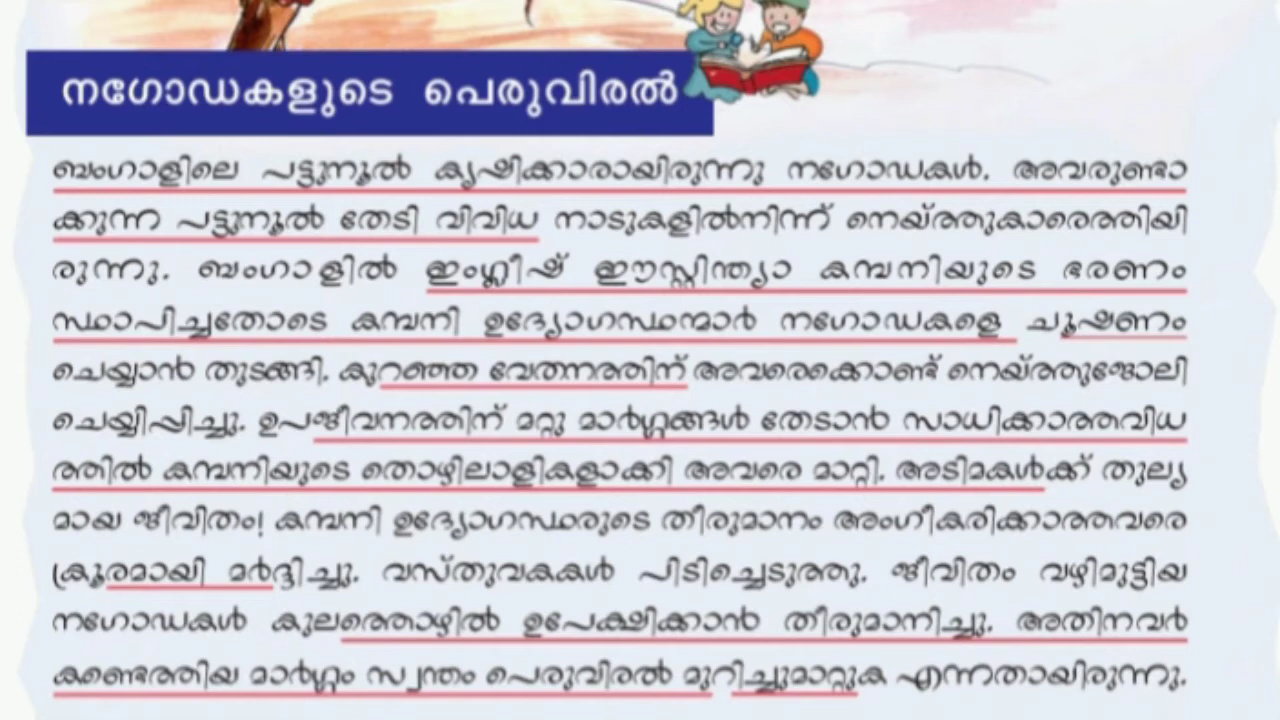 നഗോഡകളുടെ പെരുവിരൽ
ബംഗാളിലെ പട്ടുനൂൽ കൃഷിക്കാരായിരുന്നു നഗോഡകൾ. അവരുണ്ടാ
ക്കുന്ന പട്ടുനൂൽ തേടി വിവിധ നാടുകളിൽനിന്ന് നെയ്ത്തുകാരെത്തിയി
രുന്നു. ബംഗാളിൽ ഇംഗ്ലീഷ് ഈസ്റ്റിന്ത്യാ കമ്പനിയുടെ ഭരണം
സ്ഥാപിച്ചതോടെ കമ്പനി ഉദ്യോഗസ്ഥന്മാർ നഗോഡകളെ ചൂഷണം
ചെയ്യാൻ തുടങ്ങി. കുറഞ്ഞ വേതനത്തിന് അവരെക്കൊണ്ട് നെയ്ത്തുജോലി
ചെയ്യിപ്പിച്ചു. ഉപജീവനത്തിന് മറ്റു മാർഗ്ഗങ്ങൾ തേടാൻ സാധിക്കാത്തവിധ
ത്തിൽ കമ്പനിയുടെ തൊഴിലാളികളാക്കി അവരെ മാറ്റി. അടിമകൾക്ക് തുല്യ
മായ ജീവിതം! കമ്പനി ഉദ്യോഗസ്ഥരുടെ തീരുമാനം അംഗീകരിക്കാത്തവരെ
ക്രൂരമായി മർദ്ദിച്ചു. വസ്തുവകകൾ പിടിച്ചെടുത്തു. ജീവിതം വഴിമുട്ടിയ
നഗോഡകൾ കുലത്തൊഴിൽ ഉപേക്ഷിക്കാൻ തീരുമാനിച്ചു. അതിനവർ
ക്കണ്ടെത്തിയ മാർഗ്ഗം സ്വന്തം പെരുവിരൽ മുറിച്ചുമാറ്റുക എന്നതായിരുന്നു.